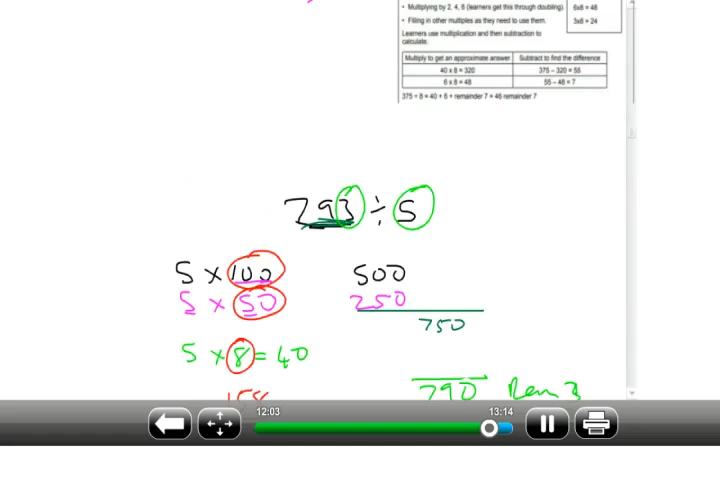 • Multiplying by 2, 4, 8 (learners get this through doubling)
• Filling in other multiples as they need to use them.
6x8 = 48
3x8 = 24
Learners use multiplication and then subtraction to
calculate.
Multiply to get an approximate answer Subtract to find the difference
40 x 8 = 320 375 – 320 = 55
6 x 8 = 48 55 – 48 = 7
375 ÷ 8 = 40 + 6 + remainder 7 = 46 remainder 7
793 ÷ 5
5 × 100 500
5 × 50 250
750
5 × 8 = 40
158 790 Rem 3
12:03 13:14